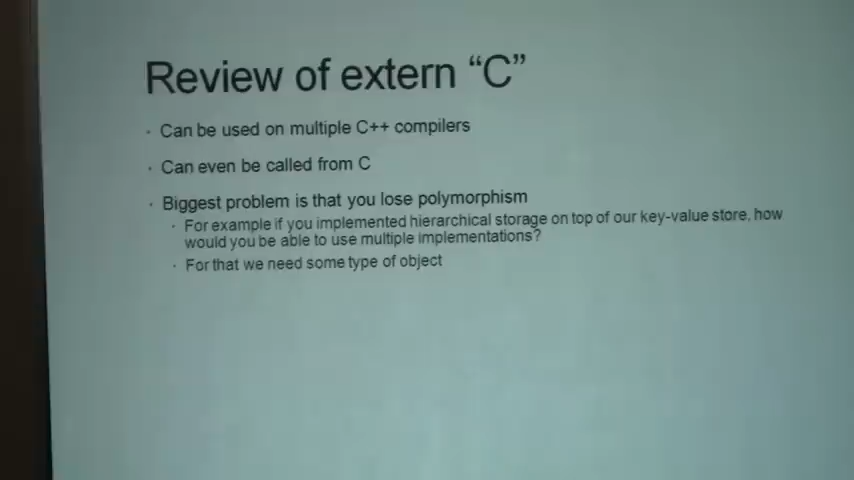 Review of extern “C”
· Can be used on multiple C++ compilers
· Can even be called from C
· Biggest problem is that you lose polymorphism
· For example if you implemented hierarchical storage on top of our key-value store, how
would you be able to use multiple implementations?
· For that we need some type of object